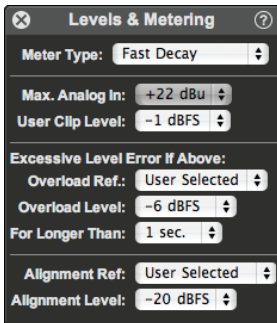 Levels & Metering ?
Meter Type: Fast Decay
Max. Analog In: +22 dBu
User Clip Level: -1 dBFS
Excessive Level Error If Above:
Overload Ref.: User Selected
Overload Level: -6 dBFS
For Longer Than: 1 sec.
Alignment Ref: User Selected
Alignment Level: -20 dBFS